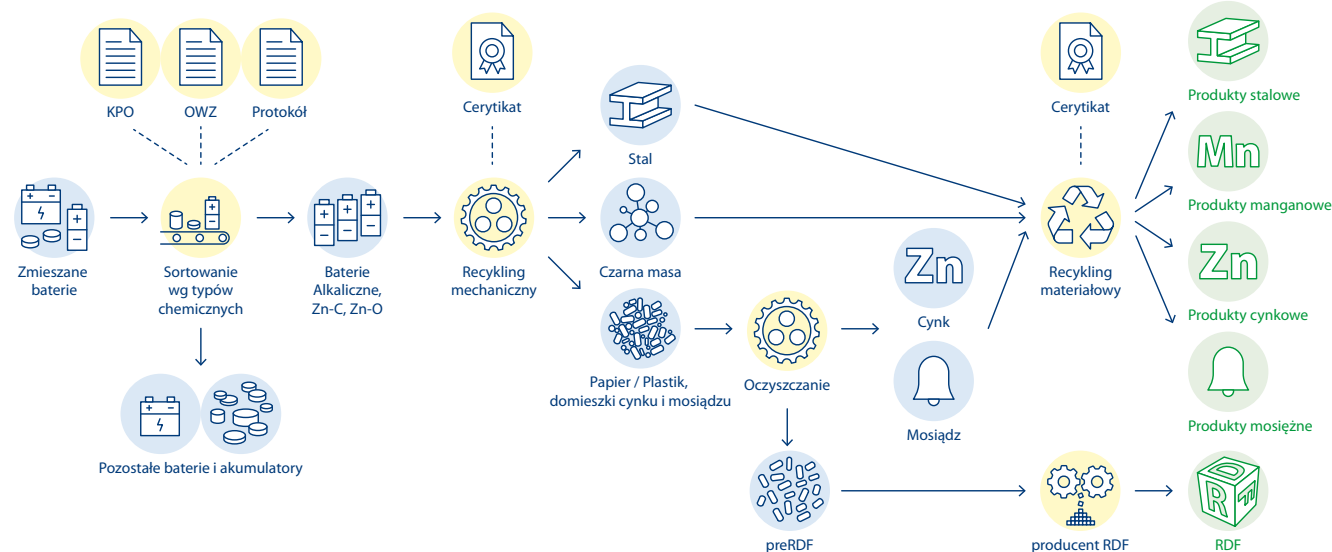 KPO
OWZ
Protokół
Cerytikat
Cerytikat
Produkty stalowe
Stal
Mn
Produkty manganowe
Zmieszane
baterie
Sortowanie
wg typów
chemicznych
Baterie
Alkaliczne,
Zn-C, Zn-O
Recykling
mechaniczny
Czarna masa
Zn
Cynk
Recykling
materiałowy
Zn
Produkty cynkowe
Papier / Plastik,
domieszki cynku i mosiądzu
Oczyszczanie
Mosiądz
Produkty mosiężne
Pozostałe baterie i akumulatory
preRDF
producent RDF
RDF
RDF